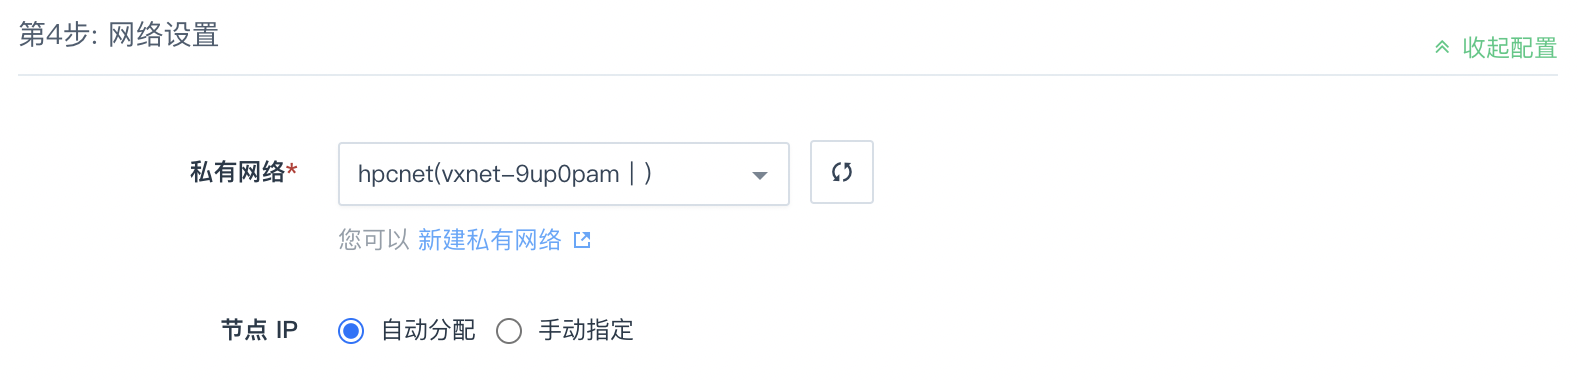 第4步: 网络设置
收起配置
私有网络*
hpcnet(vxnet-9up0pam | )
您可以 新建私有网络
节点 IP 自动分配 手动指定